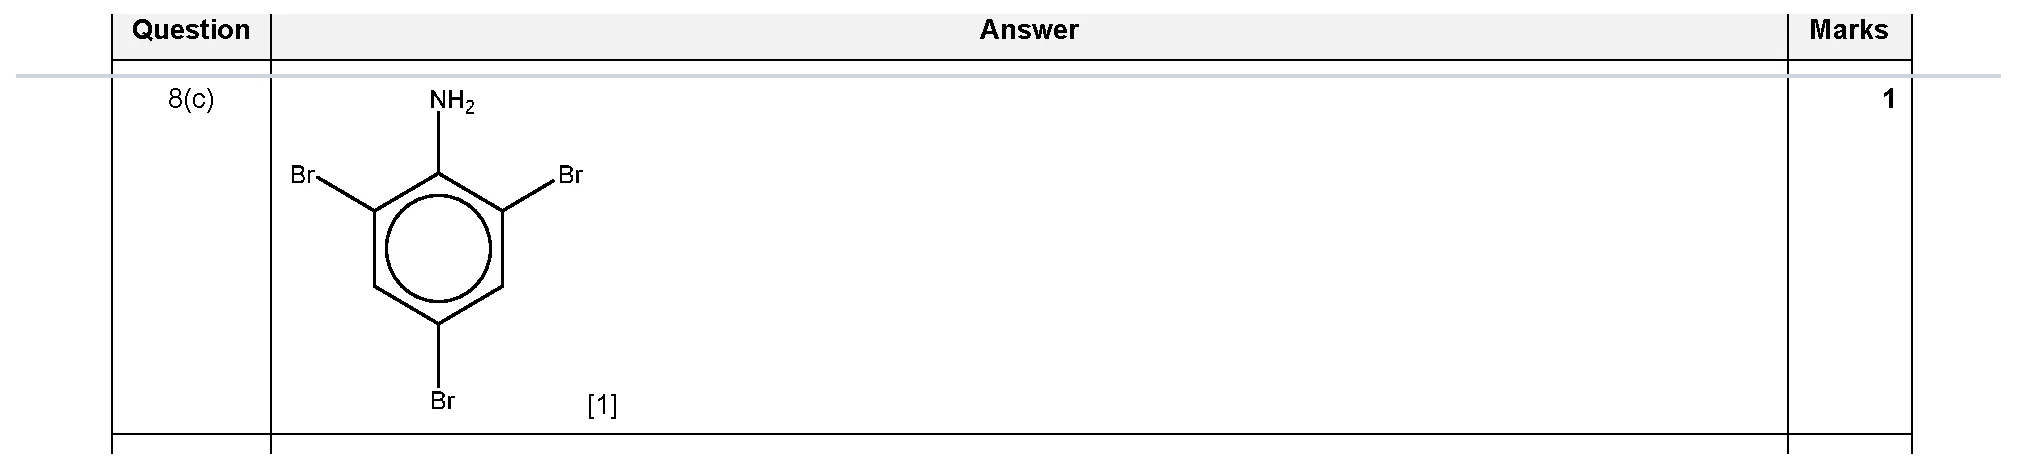 Question Answer Marks
8(c) NH₂ 1
Br Br
Br [1]